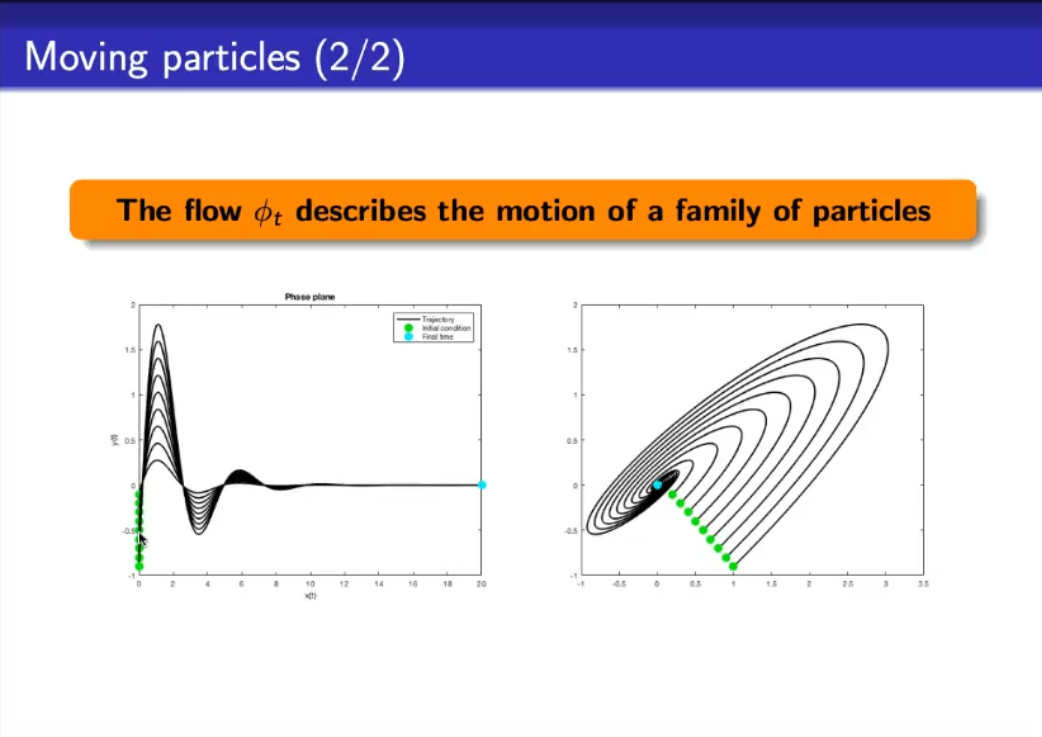 Moving particles (2/2)
The flow ϕt describes the motion of a family of particles
Phase plane
Trajectory
Initial condition
Final time
2
1.5
1
0.5
0
-0.5
-1
y(t)
0 2 4 6 8 10 12 14 16 18 20
x(t)
2
1.5
1
0.5
0
-0.5
-1
-1 -0.5 0 0.5 1 1.5 2 2.5 3 3.5